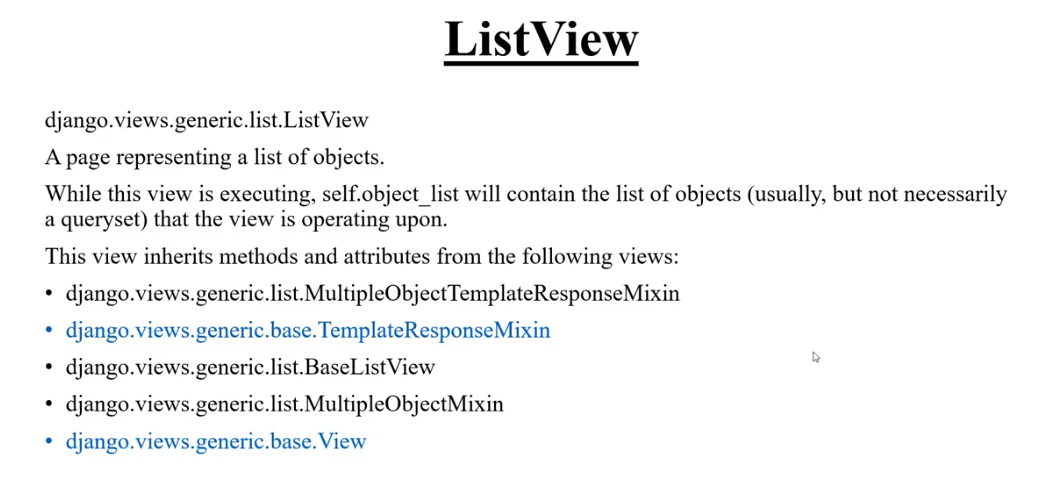 ListView
django.views.generic.list.ListView
A page representing a list of objects.
While this view is executing, self.object_list will contain the list of objects (usually, but not necessarily
a queryset) that the view is operating upon.
This view inherits methods and attributes from the following views:
• django.views.generic.list.MultipleObjectTemplateResponseMixin
• django.views.generic.base.TemplateResponseMixin
• django.views.generic.list.BaseListView
• django.views.generic.list.MultipleObjectMixin
• django.views.generic.base.View